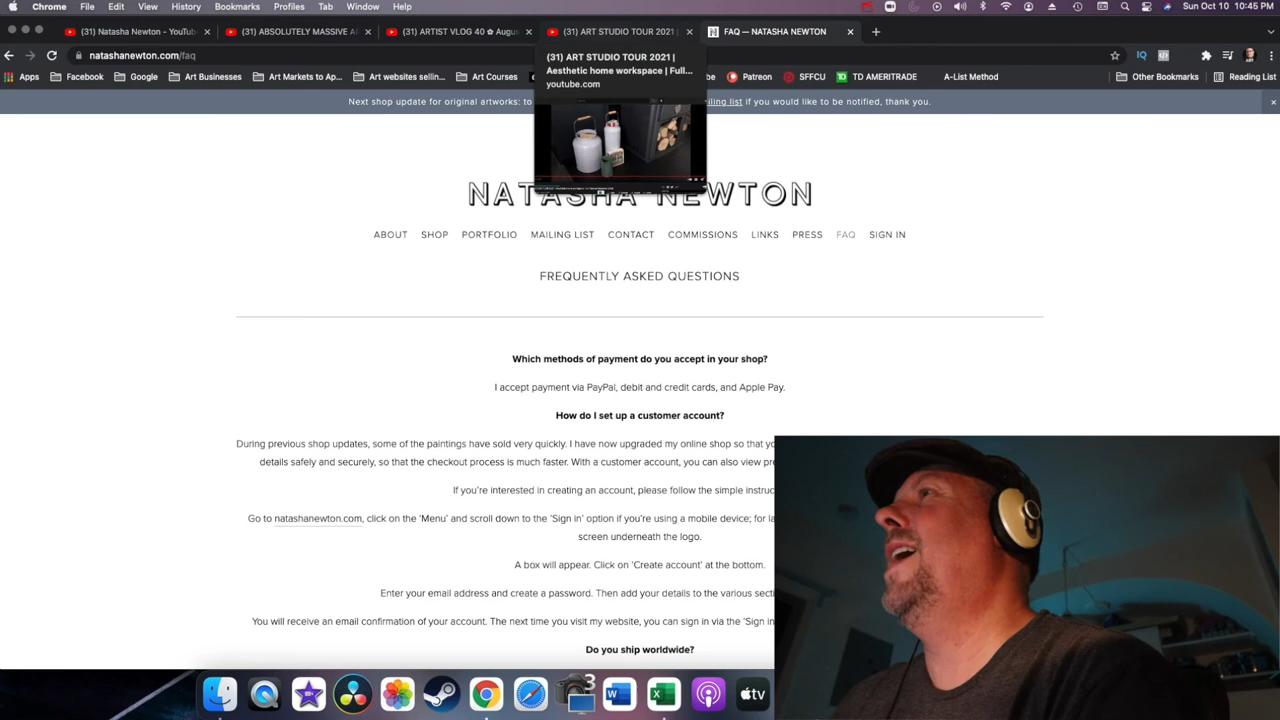 Chrome File Edit View History Bookmarks Profiles Tab Window Help Sun Oct 10 10:45 PM
(31) Natasha Newton - YouTub
(31) ABSOLUTELY MASSIVE A
(31) ARTIST VLOG 40 ✿ Augus
(31) ART STUDIO TOUR 2021 |
FAQ — NATASHA NEWTON
natashanewton.com/faq
(31) ART STUDIO TOUR 2021 |
Aesthetic home workspace | Full...
youtube.com
Apps Facebook Google Art Businesses Art Markets to Ap... Art websites sellin... Art Courses Patreon SFFCU TD AMERITRADE A-List Method Other Bookmarks Reading List
Next shop update for original artworks: to if you would like to be notified, thank you.
NATASHA NEWTON
ABOUT SHOP PORTFOLIO MAILING LIST CONTACT COMMISSIONS LINKS PRESS FAQ SIGN IN
FREQUENTLY ASKED QUESTIONS
Which methods of payment do you accept in your shop?
I accept payment via PayPal, debit and credit cards, and Apple Pay.
How do I set up a customer account?
During previous shop updates, some of the paintings have sold very quickly. I have now upgraded my online shop so that yo
details safely and securely, so that the checkout process is much faster. With a customer account, you can also view pre
If you're interested in creating an account, please follow the simple instruc
Go to natashanewton.com, click on the 'Menu' and scroll down to the 'Sign in' option if you're using a mobile device; for la
screen underneath the logo.
A box will appear. Click on 'Create account' at the bottom.
Enter your email address and create a password. Then add your details to the various secti
You will receive an email confirmation of your account. The next time you visit my website, you can sign in via the 'Sign in
Do you ship worldwide?
3
tv